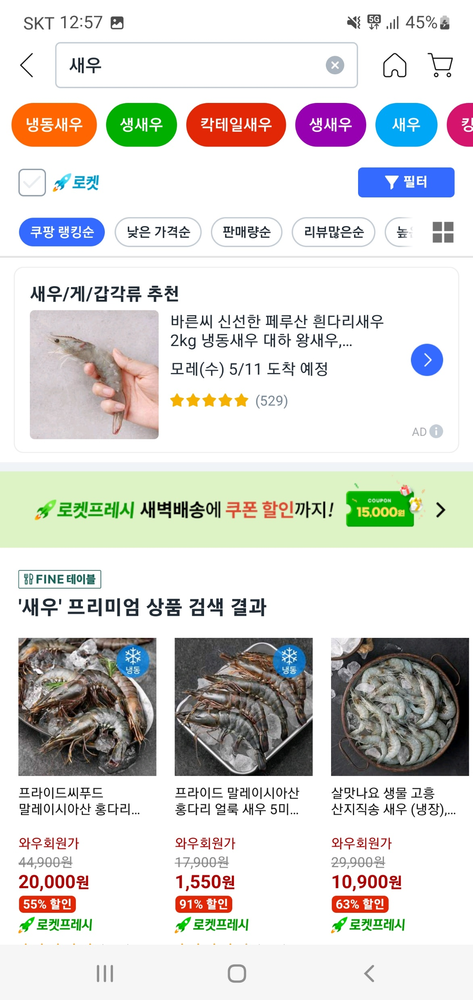 SKT 12:57
5G 45%
새우
냉동새우 생새우 칵테일새우 생새우 새우
로켓 필터
쿠팡 랭킹순 낮은 가격순 판매량순 리뷰많은순
새우/게/갑각류 추천
바른씨 신선한 페루산 흰다리새우
2kg 냉동새우 대하 왕새우,...
모레(수) 5/11 도착 예정
(529)
AD
로켓프레시 새벽배송에 쿠폰 할인까지!
COUPON
15,000원
FINE 테이블
'새우' 프리미엄 상품 검색 결과
냉동
냉동
프라이드씨푸드
말레이시아산 홍다리...
와우회원가
44,900원
20,000원
55% 할인
로켓프레시
프라이드 말레이시아산
홍다리 얼룩 새우 5미...
와우회원가
17,900원
1,550원
91% 할인
로켓프레시
살맛나요 생물 고흥
산지직송 새우 (냉장),...
와우회원가
29,900원
10,900원
63% 할인
로켓프레시